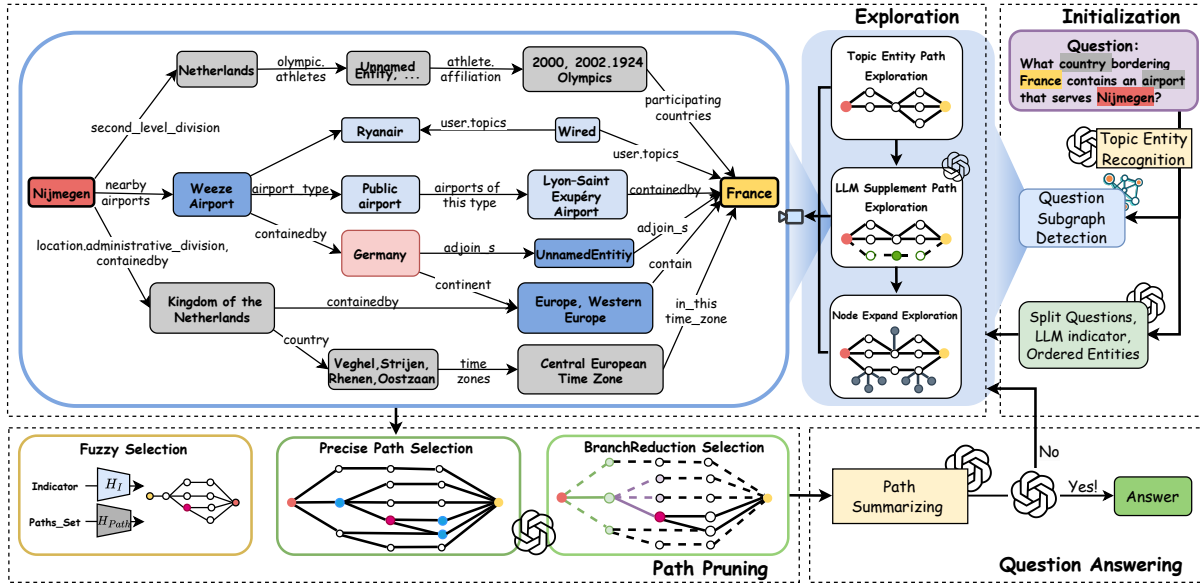 Exploration
Initialization
Netherlands
olympic.
athletes
Unnamed
Entity, ...
athlete.
affiliation
2000, 2002.1924
Olympics
second_level_division
participating
countries
Ryanair
user.topics
Wired
user.topics
Nijmegen
nearby
airports
Weeze
Airport
airport_type
Public
airport
airports of
this type
Lyon-Saint
Exupéry
Airport
containedby
France
location.administrative_division,
containedby
containedby
Germany
adjoin_s
UnnamedEntitiy
adjoin_s
continent
contain
Kingdom of the
Netherlands
containedby
Europe, Western
Europe
in_this
time_zone
country
Veghel,Strijen,
Rhenen,Oostzaan
time
zones
Central European
Time Zone
Topic Entity Path
Exploration
LLM Supplement Path
Exploration
Node Expand Exploration
Question:
What country bordering
France contains an airport
that serves Nijmegen?
Topic Entity
Recognition
Question
Subgraph
Detection
Split Questions,
LLM indicator,
Ordered Entities
Fuzzy Selection
Indicator
H_I
Paths_Set
H_Path
Precise Path Selection
BranchReduction Selection
Path Pruning
Path
Summarizing
No
Yes!
Answer
Question Answering